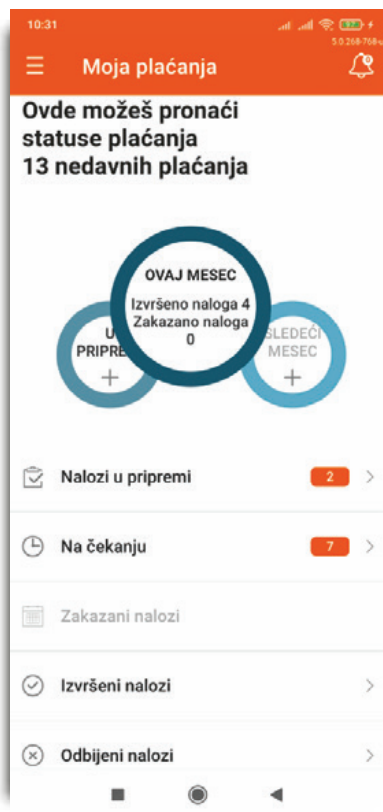 10:31
5.0.268-768-u
Moja plaćanja
Ovde možeš pronaći
statuse plaćanja
13 nedavnih plaćanja
OVAJ MESEC
Izvršeno naloga 4
Zakazano naloga
0
U
PRIPRE
+
SLEDEĆI
MESEC
+
Nalozi u pripremi
2
Na čekanju
7
Zakazani nalozi
Izvršeni nalozi
Odbijeni nalozi